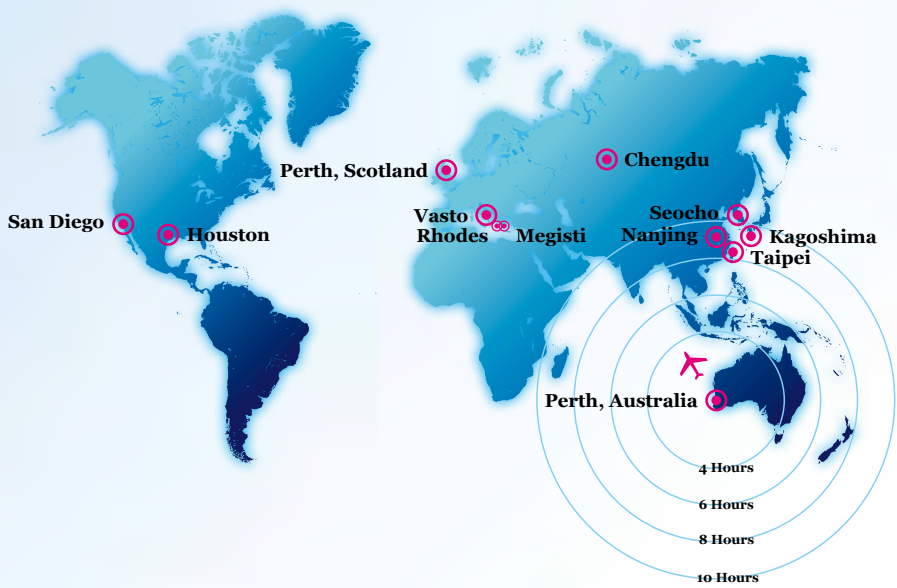 Perth, Scotland
Chengdu
San Diego
Houston
Vasto
Rhodes
Megisti
Seocho
Nanjing
Kagoshima
Taipei
Perth, Australia
4 Hours
6 Hours
8 Hours
10 Hours